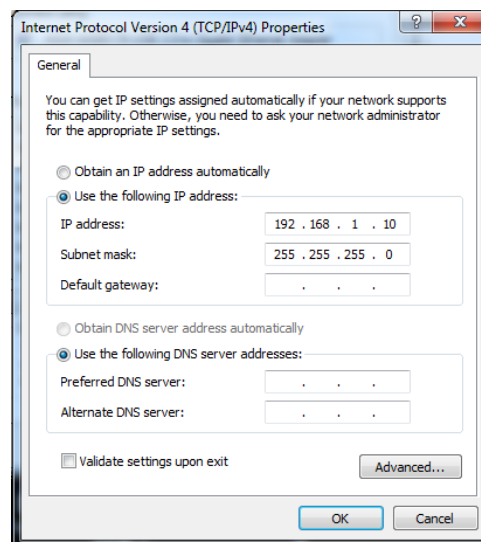 Internet Protocol Version 4 (TCP/IPv4) Properties
?
X
General
You can get IP settings assigned automatically if your network supports
this capability. Otherwise, you need to ask your network administrator
for the appropriate IP settings.
Obtain an IP address automatically
Use the following IP address:
IP address: 192 . 168 . 1 . 10
Subnet mask: 255 . 255 . 255 . 0
Default gateway: . . .
Obtain DNS server address automatically
Use the following DNS server addresses:
Preferred DNS server: . . .
Alternate DNS server: . . .
Validate settings upon exit
Advanced...
OK Cancel